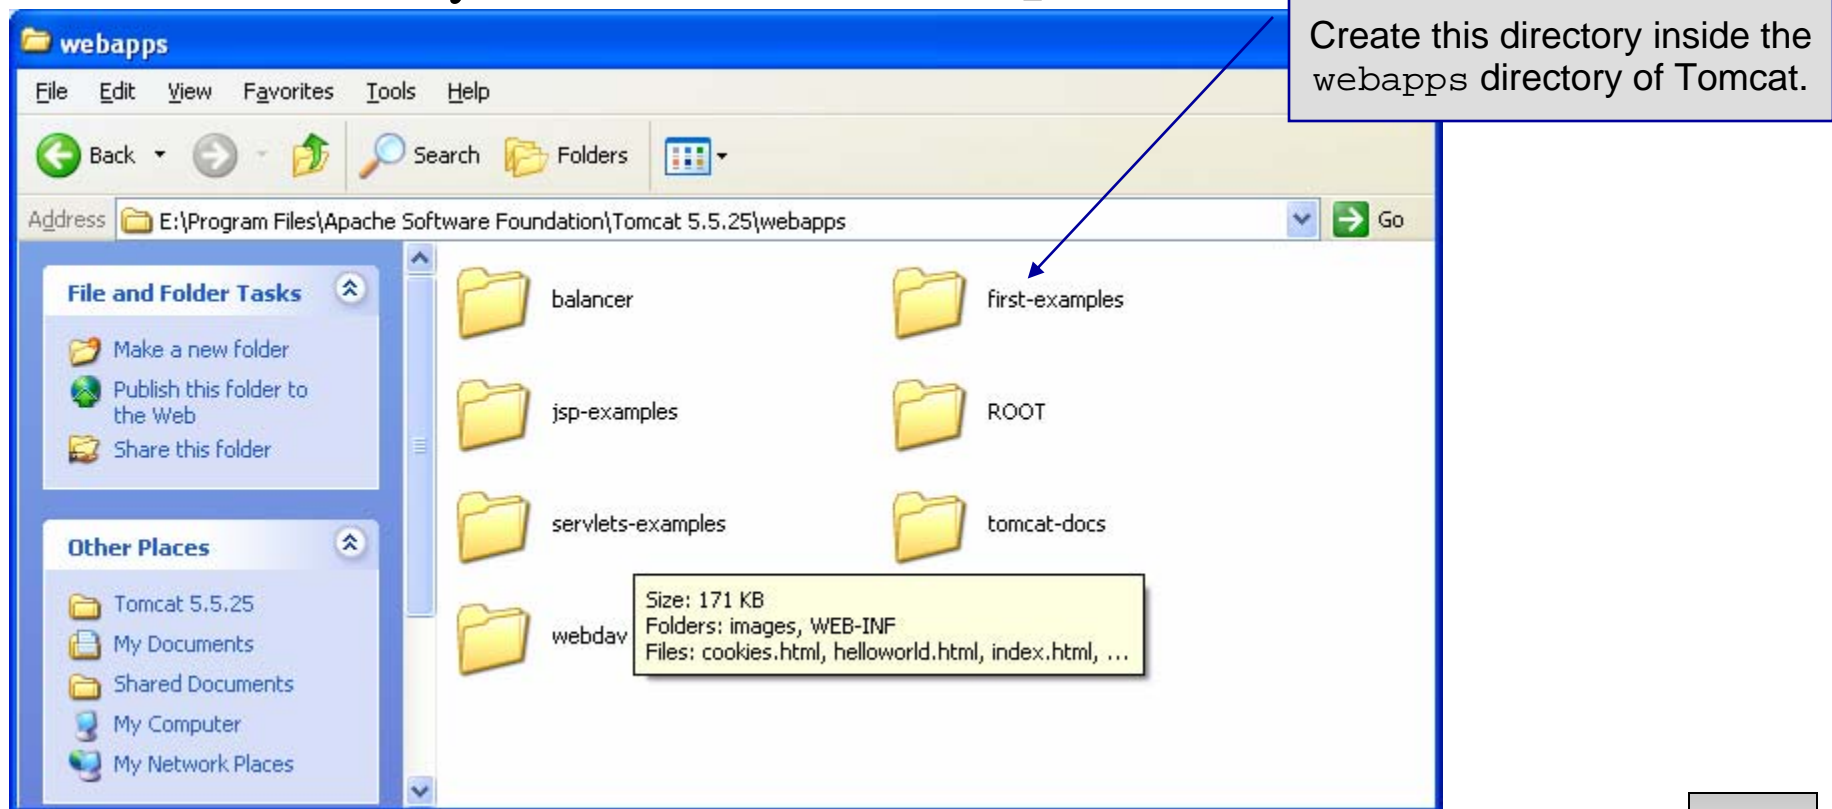 webapps
Create this directory inside the
webapps directory of Tomcat.
File Edit View Favorites Tools Help
Back Search Folders
Address E:\Program Files\Apache Software Foundation\Tomcat 5.5.25\webapps Go
File and Folder Tasks
Make a new folder
Publish this folder to
the Web
Share this folder
Other Places
Tomcat 5.5.25
My Documents
Shared Documents
My Computer
My Network Places
balancer
first-examples
jsp-examples
ROOT
servlets-examples
tomcat-docs
webdav
Size: 171 KB
Folders: images, WEB-INF
Files: cookies.html, helloworld.html, index.html, ...